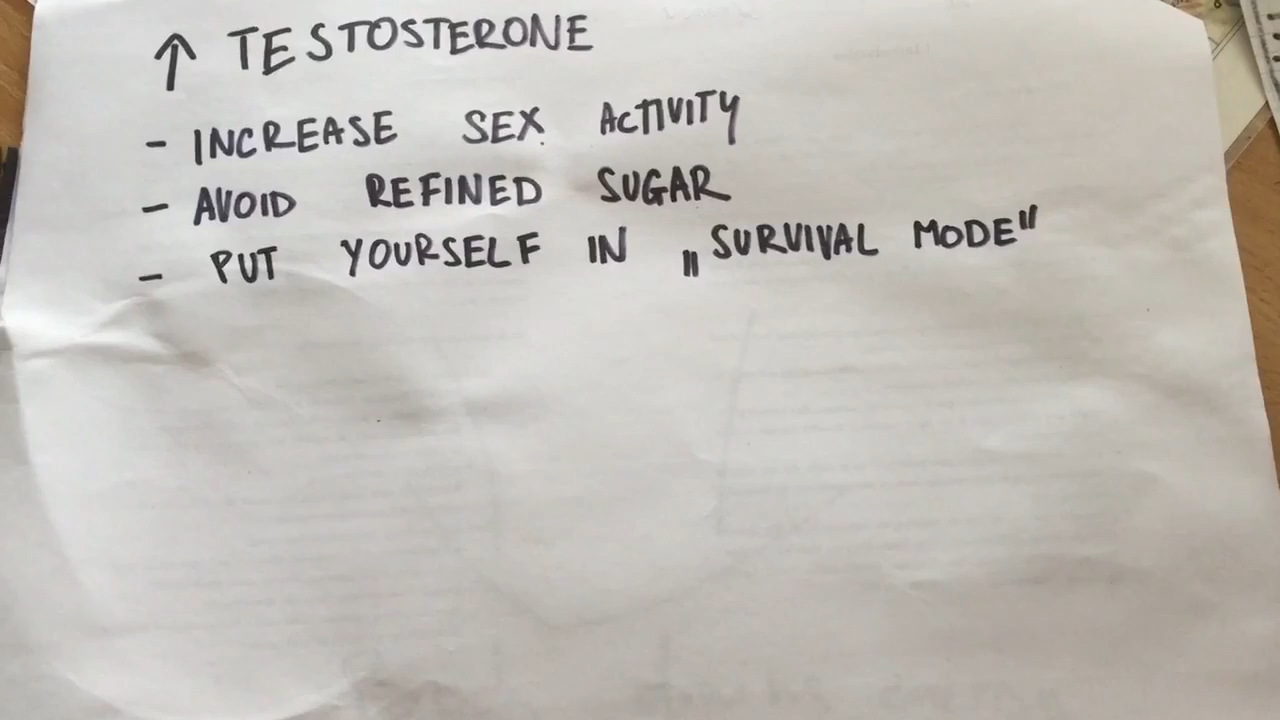 ↑ TESTOSTERONE
- INCREASE SEX ACTIVITY
- AVOID REFINED SUGAR
- PUT YOURSELF IN „SURVIVAL MODE"